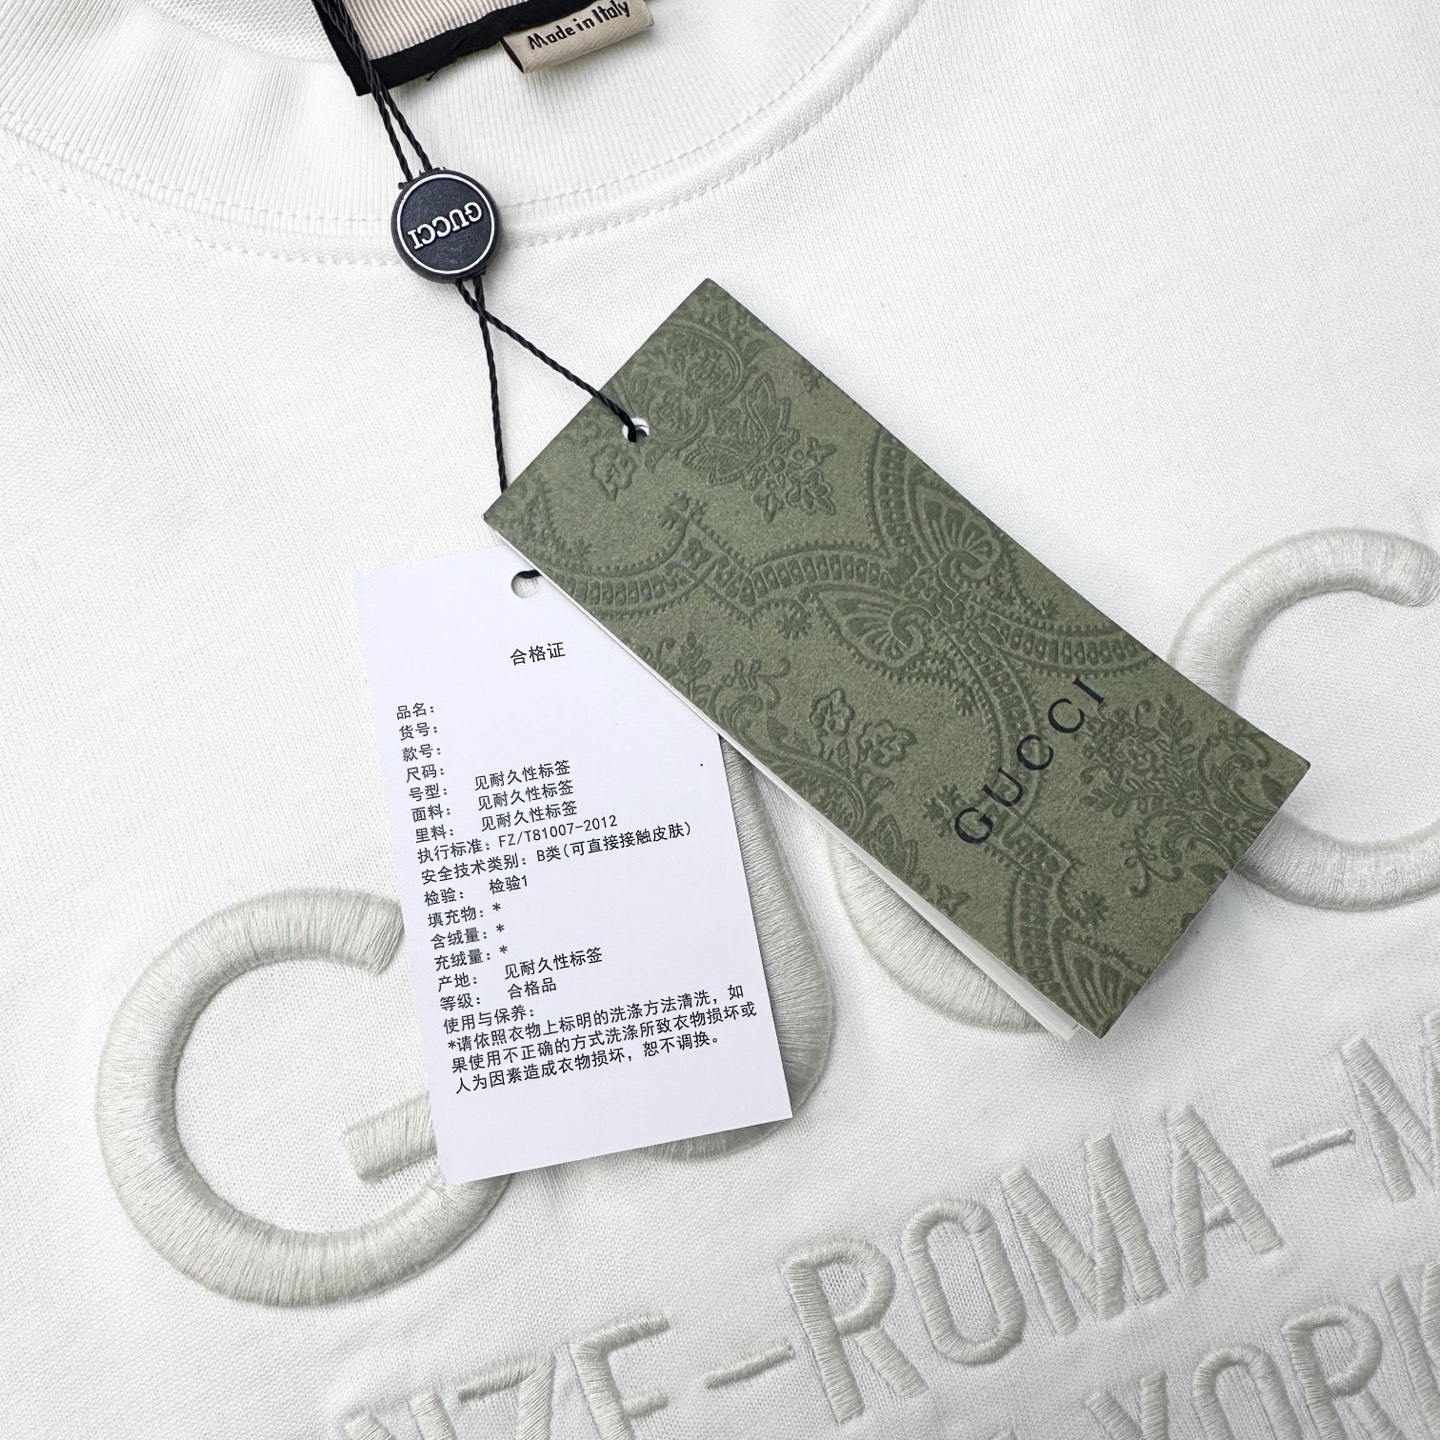 Made in Italy
GUCCI
GUCCI
合格证
品名:
货号:
款号:
尺码:
号型: 见耐久性标签
面料: 见耐久性标签
里料: 见耐久性标签
执行标准: FZ/T81007-2012
安全技术类别: B类(可直接接触皮肤)
检验: 检验1
填充物: *
含绒量: *
充绒量: *
产地: 见耐久性标签
等级: 合格品
使用与保养:
*请依照衣物上标明的洗涤方法清洗，如
果使用不正确的方式洗涤所致衣物损坏或
人为因素造成衣物损坏，恕不调换。
-ROMA-